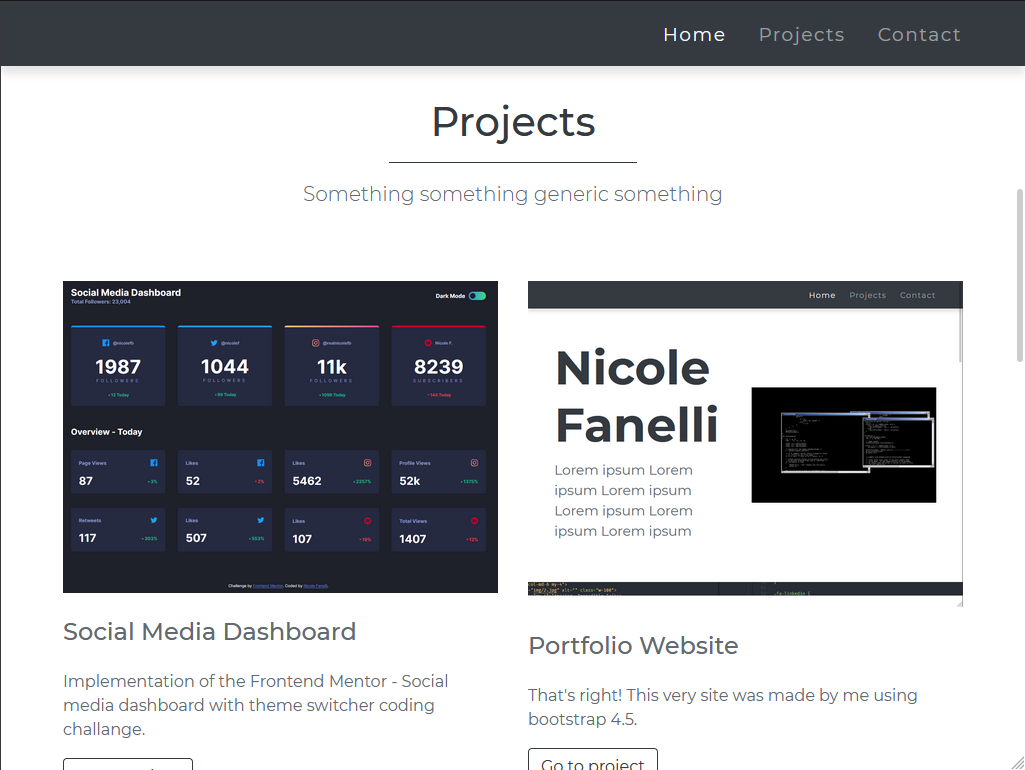 Home Projects Contact
Projects
Something something generic something
Social Media Dashboard
Total Followers: 23,004
Dark Mode
@nicolefb
@nicolef
@realnicolefb
Nicole F.
1987
1044
11k
8239
FOLLOWERS
FOLLOWERS
FOLLOWERS
SUBSCRIBERS
12 Today
99 Today
1099 Today
144 Today
Overview - Today
Page Views
Likes
Likes
Profile Views
87
3%
52
2%
5462
2257%
52k
1375%
Retweets
Likes
Likes
Total Views
117
303%
507
553%
107
19%
1407
12%
Challenge by Frontend Mentor. Coded by Nicole Fanelli.
Home Projects Contact
Nicole
Fanelli
Lorem ipsum Lorem
ipsum Lorem ipsum
Lorem ipsum Lorem
ipsum Lorem ipsum
Social Media Dashboard
Implementation of the Frontend Mentor - Social
media dashboard with theme switcher coding
challange.
Portfolio Website
That's right! This very site was made by me using
bootstrap 4.5.
Go to project